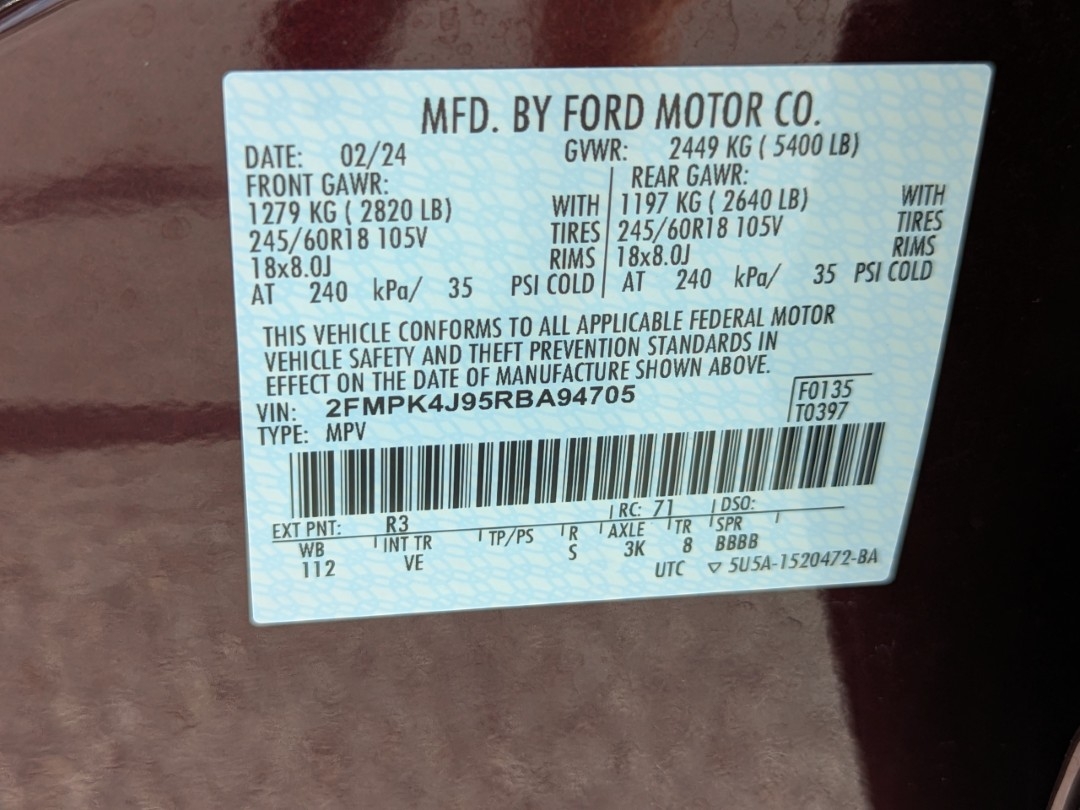 MFD. BY FORD MOTOR CO.
DATE: 02/24 GVWR: 2449 KG ( 5400 LB)
FRONT GAWR: REAR GAWR:
1279 KG ( 2820 LB) WITH 1197 KG ( 2640 LB) WITH
245/60R18 105V TIRES 245/60R18 105V TIRES
18x8.0J RIMS 18x8.0J RIMS
AT 240 kPa/ 35 PSI COLD AT 240 kPa/ 35 PSI COLD
THIS VEHICLE CONFORMS TO ALL APPLICABLE FEDERAL MOTOR
VEHICLE SAFETY AND THEFT PREVENTION STANDARDS IN
EFFECT ON THE DATE OF MANUFACTURE SHOWN ABOVE.
VIN: 2FMPK4J95RBA94705 F0135
TYPE: MPV T0397
EXT PNT: R3 RC: 71 DSO:
WB INT TR TP/PS R AXLE TR SPR
112 VE S 3K 8 BBBB
UTC ▽ 5U5A-1520472-BA